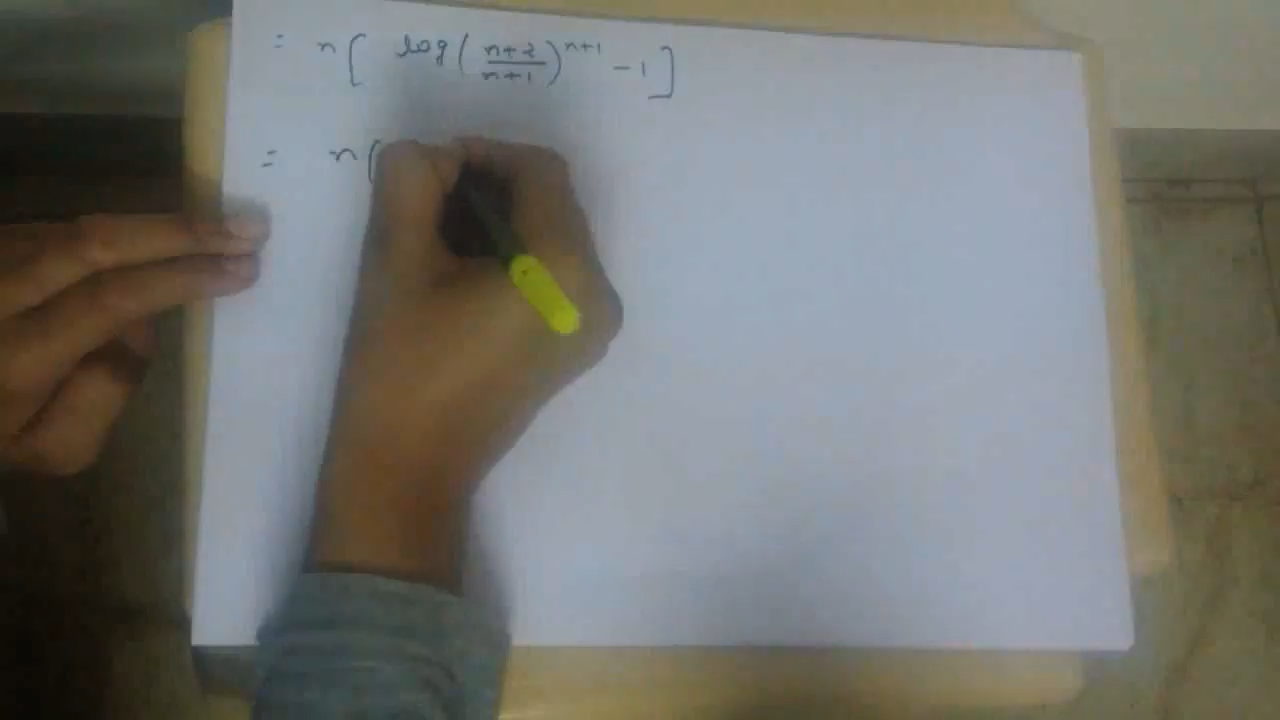 = n[ log(n+2/n+1)^n+1 -1]
= n(